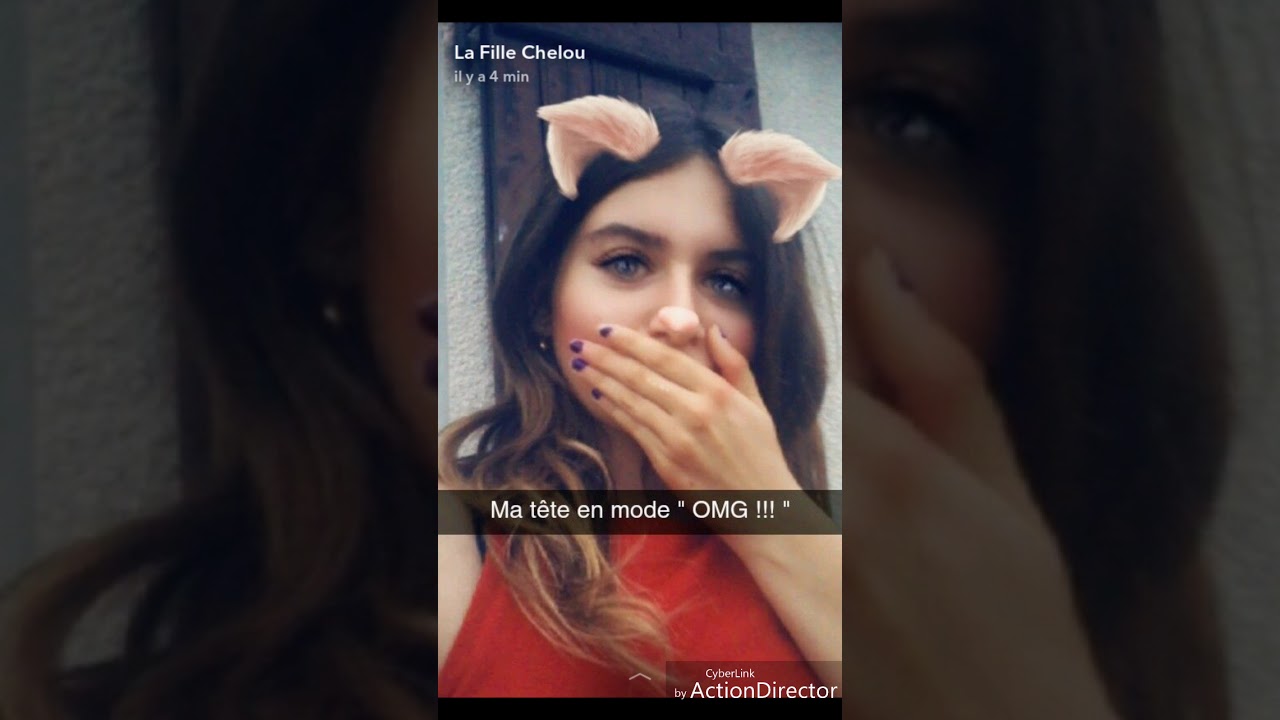 La Fille Chelou
il y a 4 min
Ma tête en mode " OMG !!! "
CyberLink
by ActionDirector